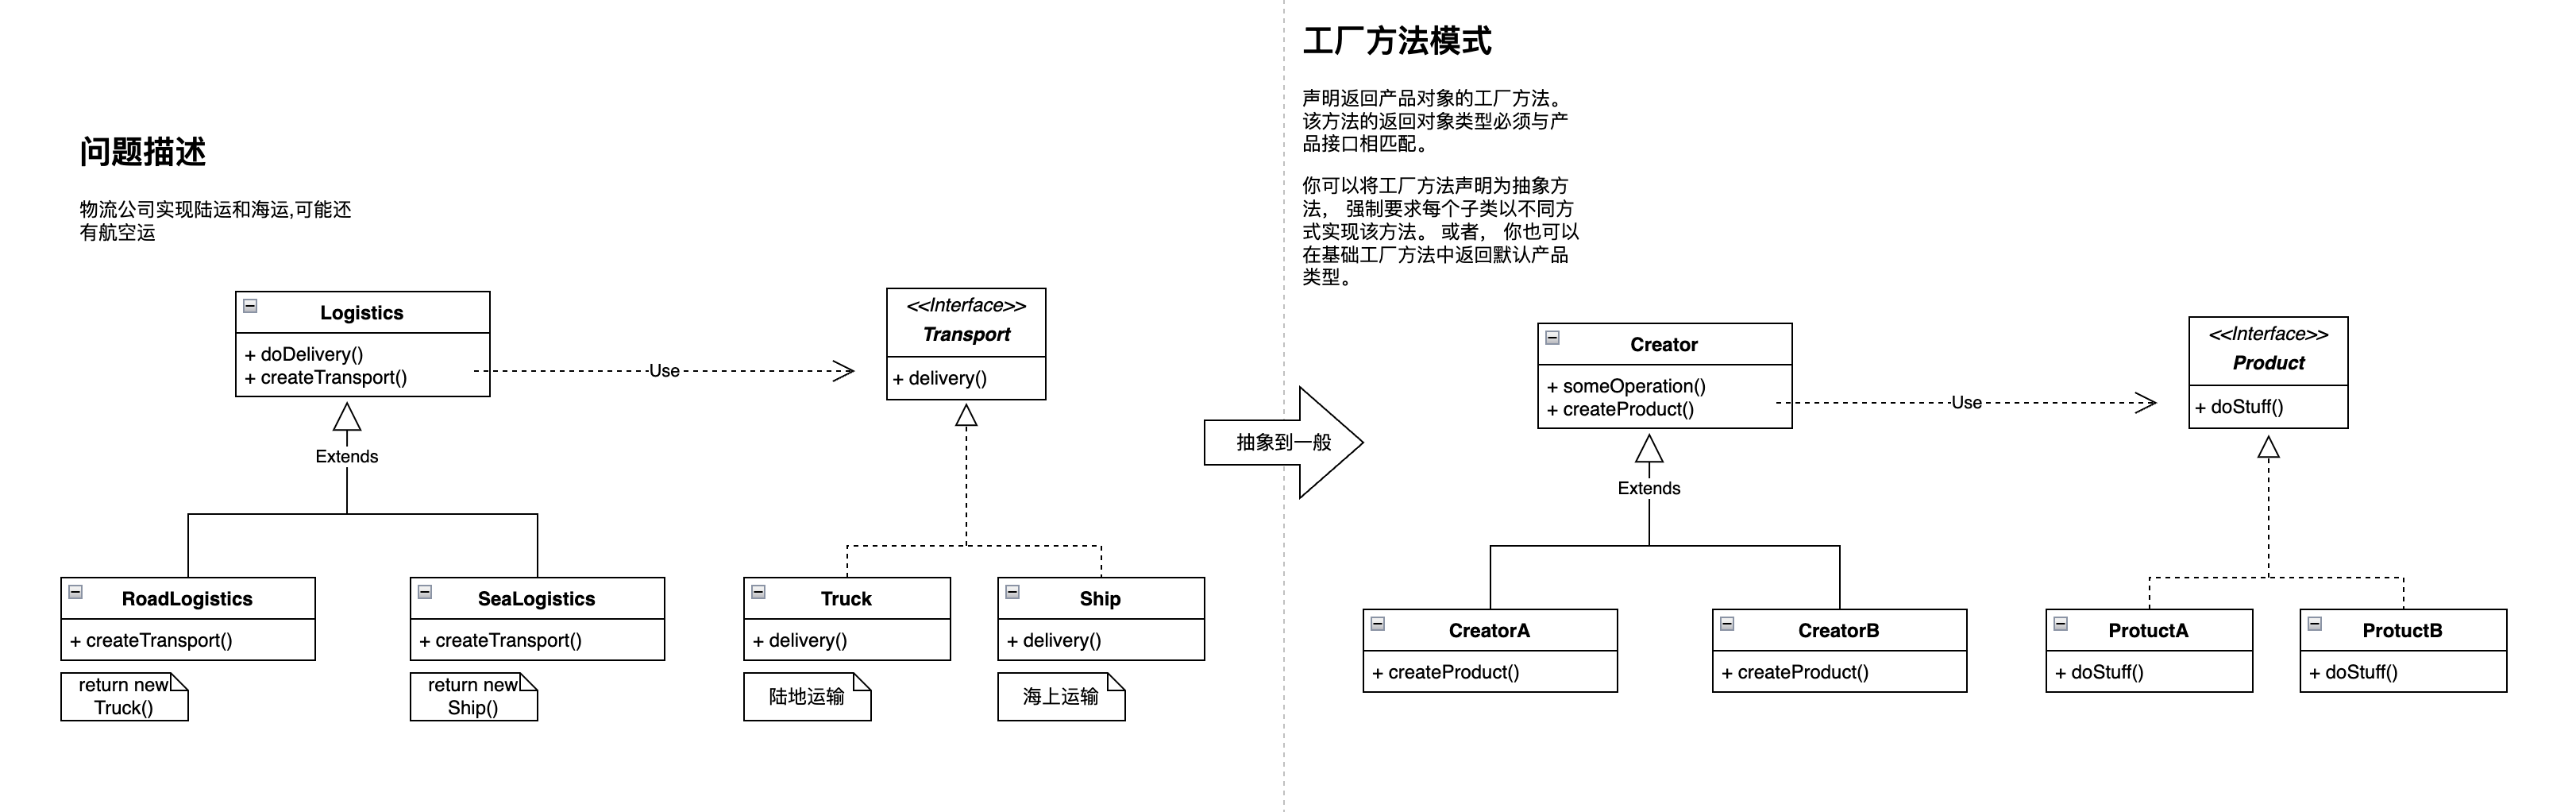 问题描述
物流公司实现陆运和海运,可能还
有航空运
Logistics
+ doDelivery()
+ createTransport()
Use
<<Interface>>
Transport
+ delivery()
Extends
RoadLogistics
+ createTransport()
return new
Truck()
SeaLogistics
+ createTransport()
return new
Ship()
Truck
+ delivery()
陆地运输
Ship
+ delivery()
海上运输
抽象到一般
工厂方法模式
声明返回产品对象的工厂方法。
该方法的返回对象类型必须与产
品接口相匹配。
你可以将工厂方法声明为抽象方
法， 强制要求每个子类以不同方
式实现该方法。 或者， 你也可以
在基础工厂方法中返回默认产品
类型。
Creator
+ someOperation()
+ createProduct()
Use
<<Interface>>
Product
+ doStuff()
Extends
CreatorA
+ createProduct()
CreatorB
+ createProduct()
ProtuctA
+ doStuff()
ProtuctB
+ doStuff()